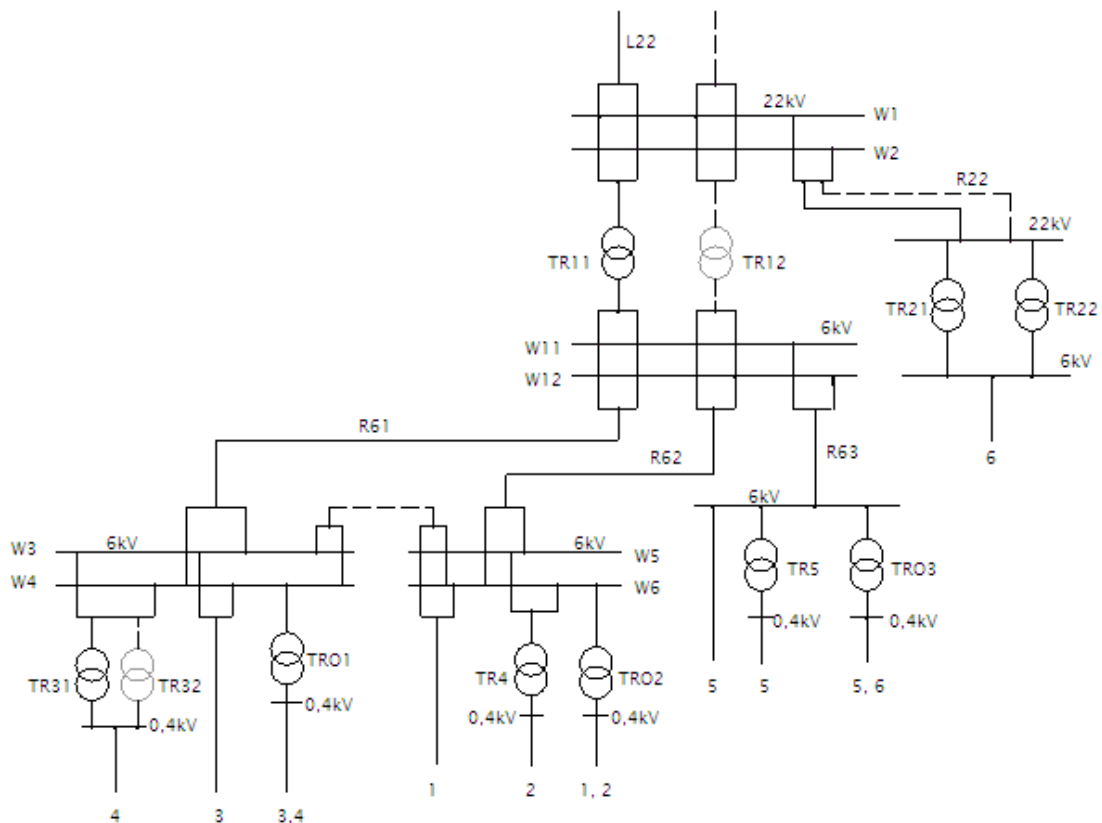 L22
22kV
W1
W2
R22
22kV
TR11
TR12
TR21
TR22
6kV
W11
W12
6kV
R61
R62
R63
6
6kV
W3
6kV
6kV
W5
W4
W6
TR5
TRO3
0,4kV
0,4kV
TR31
TR32
TRO1
TR4
TRO2
0,4kV
0,4kV
0,4kV
0,4kV
5
5
5, 6
4
3
3,4
1
2
1, 2